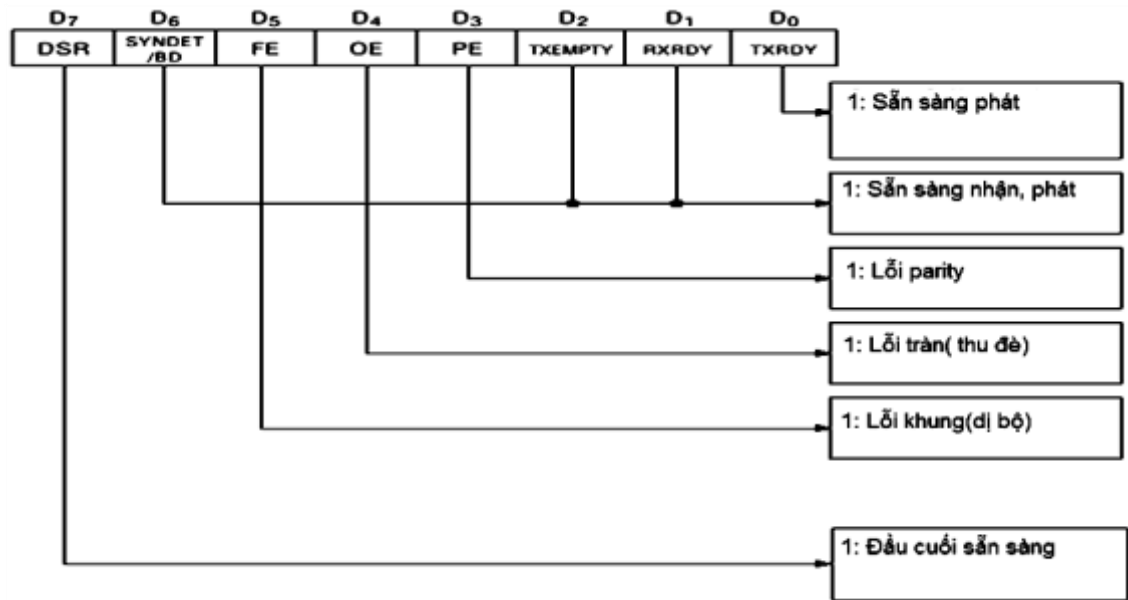 D7 D6 D5 D4 D3 D2 D1 D0
DSR SYNDET /BD FE OE PE TXEMPTY RXRDY TXRDY
1: Sẵn sàng phát
1: Sẵn sàng nhận, phát
1: Lỗi parity
1: Lỗi tràn( thu đè)
1: Lỗi khung(dị bộ)
1: Đầu cuối sẵn sàng